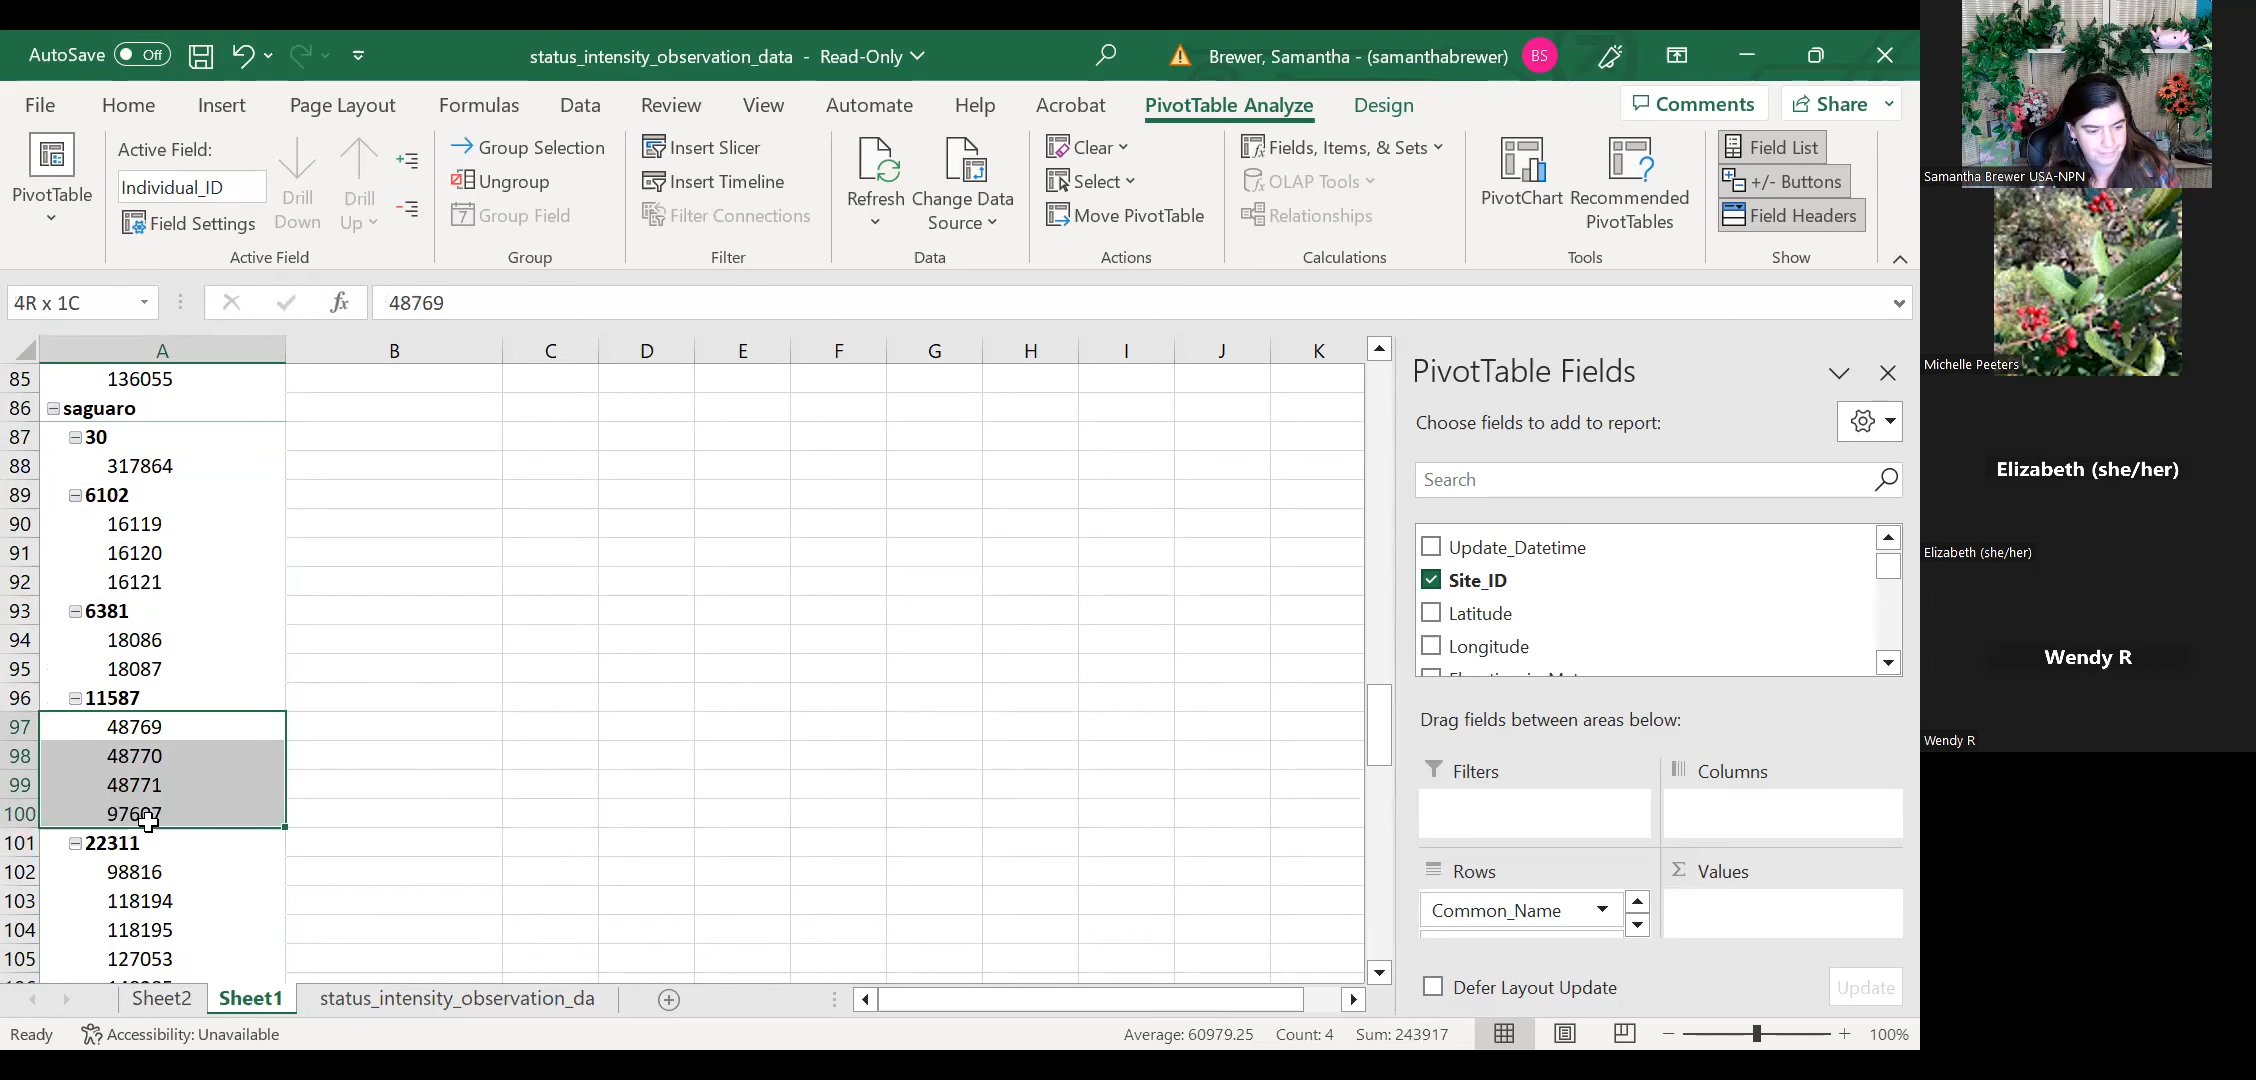 AutoSave Off status_intensity_observation_data - Read-Only Brewer, Samantha - (samanthabrewer) BS
File Home Insert Page Layout Formulas Data Review View Automate Help Acrobat PivotTable Analyze Design Comments Share
PivotTable
Active Field:
Individual_ID
Field Settings
Drill Down
Drill Up
Active Field
Group Selection
Ungroup
Group Field
Group
Insert Slicer
Insert Timeline
Filter Connections
Filter
Refresh
Change Data Source
Data
Clear
Select
Move PivotTable
Actions
Fields, Items, & Sets
OLAP Tools
Relationships
Calculations
PivotChart
Recommended PivotTables
Tools
Field List
+/- Buttons
Field Headers
Show
4R x 1C fx 48769
A B C D E F G H I J K
85 136055
86 saguaro
87 30
88 317864
89 6102
90 16119
91 16120
92 16121
93 6381
94 18086
95 18087
96 11587
97 48769
98 48770
99 48771
100
101 22311
102 98816
103 118194
104 118195
105 127053
Sheet2 Sheet1 status_intensity_observation_da
Ready Accessibility: Unavailable Average: 60979.25 Count: 4 Sum: 243917 100%
PivotTable Fields
Choose fields to add to report:
Search
Update_Datetime
Site_ID
Latitude
Longitude
Drag fields between areas below:
Filters Columns
Rows Values
Common_Name
Defer Layout Update Update
Samantha Brewer USA-NPN
Michelle Peeters
Elizabeth (she/her)
Elizabeth (she/her)
Wendy R
Wendy R